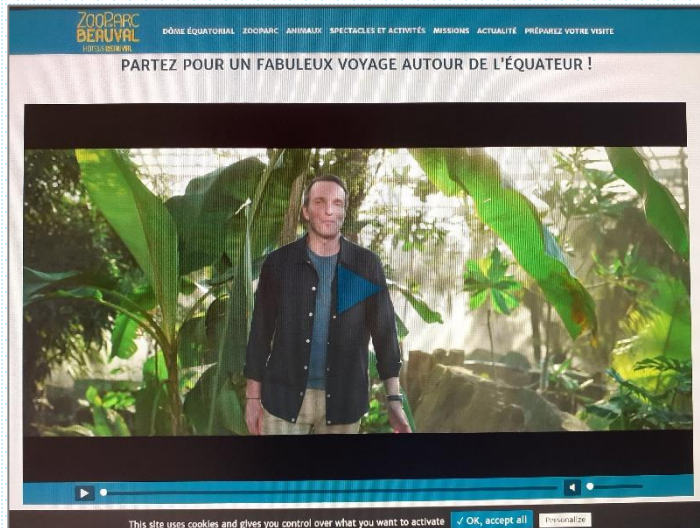 ZOOPARC
BEAUVAL
HOTELS BEAUVAL
DÔME ÉQUATORIAL ZOOPARC ANIMAUX SPECTACLES ET ACTIVITÉS MISSIONS ACTUALITÉ PRÉPAREZ VOTRE VISITE
PARTEZ POUR UN FABULEUX VOYAGE AUTOUR DE L'ÉQUATEUR !
This site uses cookies and gives you control over what you want to activate ✓ OK, accept all Personalize